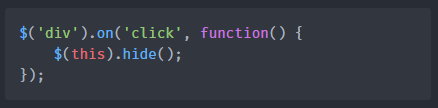 $('div').on('click', function() {
    $(this).hide();
});